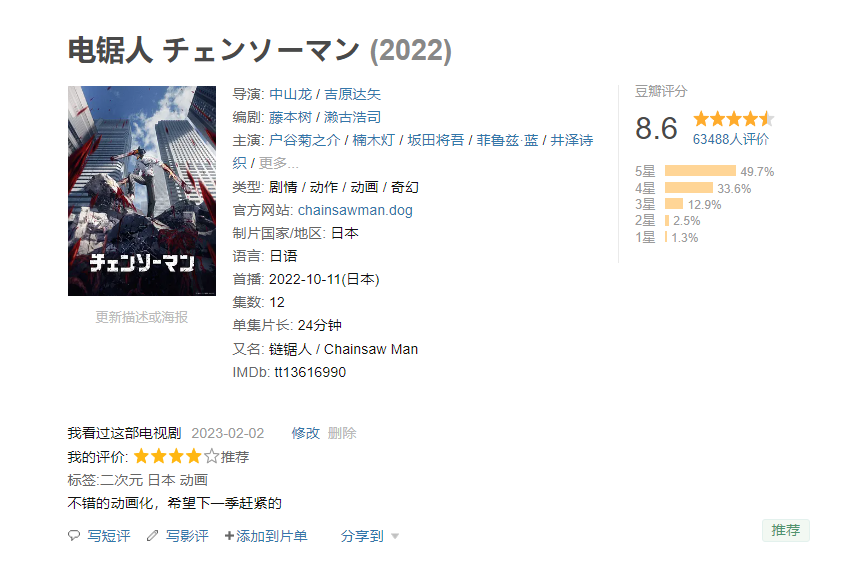 电锯人 チェンソーマン (2022)
チェンソーマン
更新描述或海报
导演: 中山龙 / 吉原达矢
编剧: 藤本树 / 濑古浩司
主演: 户谷菊之介 / 楠木灯 / 坂田将吾 / 菲鲁兹·蓝 / 井泽诗
织 / 更多...
类型: 剧情 / 动作 / 动画 / 奇幻
官方网站: chainsawman.dog
制片国家/地区: 日本
语言: 日语
首播: 2022-10-11(日本)
集数: 12
单集片长: 24分钟
又名: 链锯人 / Chainsaw Man
IMDb: tt13616990
豆瓣评分
8.6
63488人评价
5星 49.7%
4星 33.6%
3星 12.9%
2星 2.5%
1星 1.3%
我看过这部电视剧 2023-02-02 修改 删除
我的评价: 推荐
标签:二次元 日本 动画
不错的动画化，希望下一季赶紧的
写短评 写影评 +添加到片单 分享到
推荐